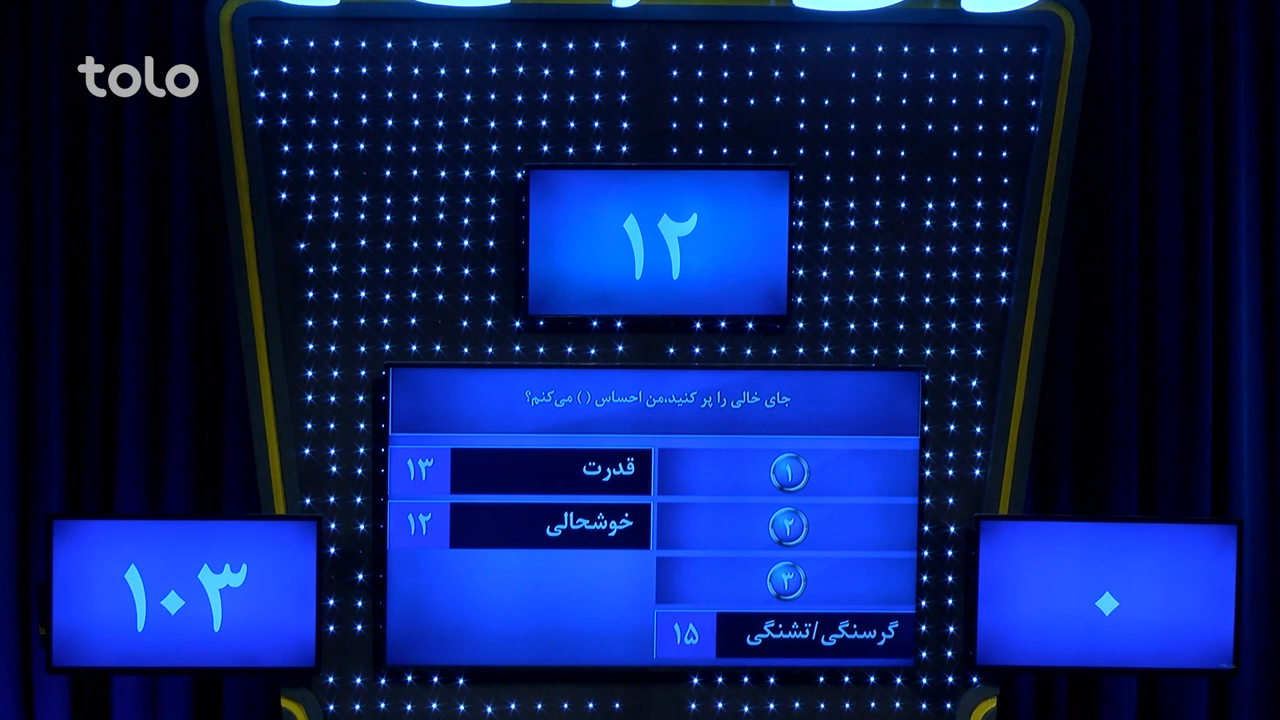 tolo
۱۲
جای خالی را پر کنید،من احساس ( ) می‌کنم؟
۱
۲
۳
گرسنگی/تشنگی ۱۵
قدرت ۱۳
خوشحالی ۱۲
۱۰۳
۰